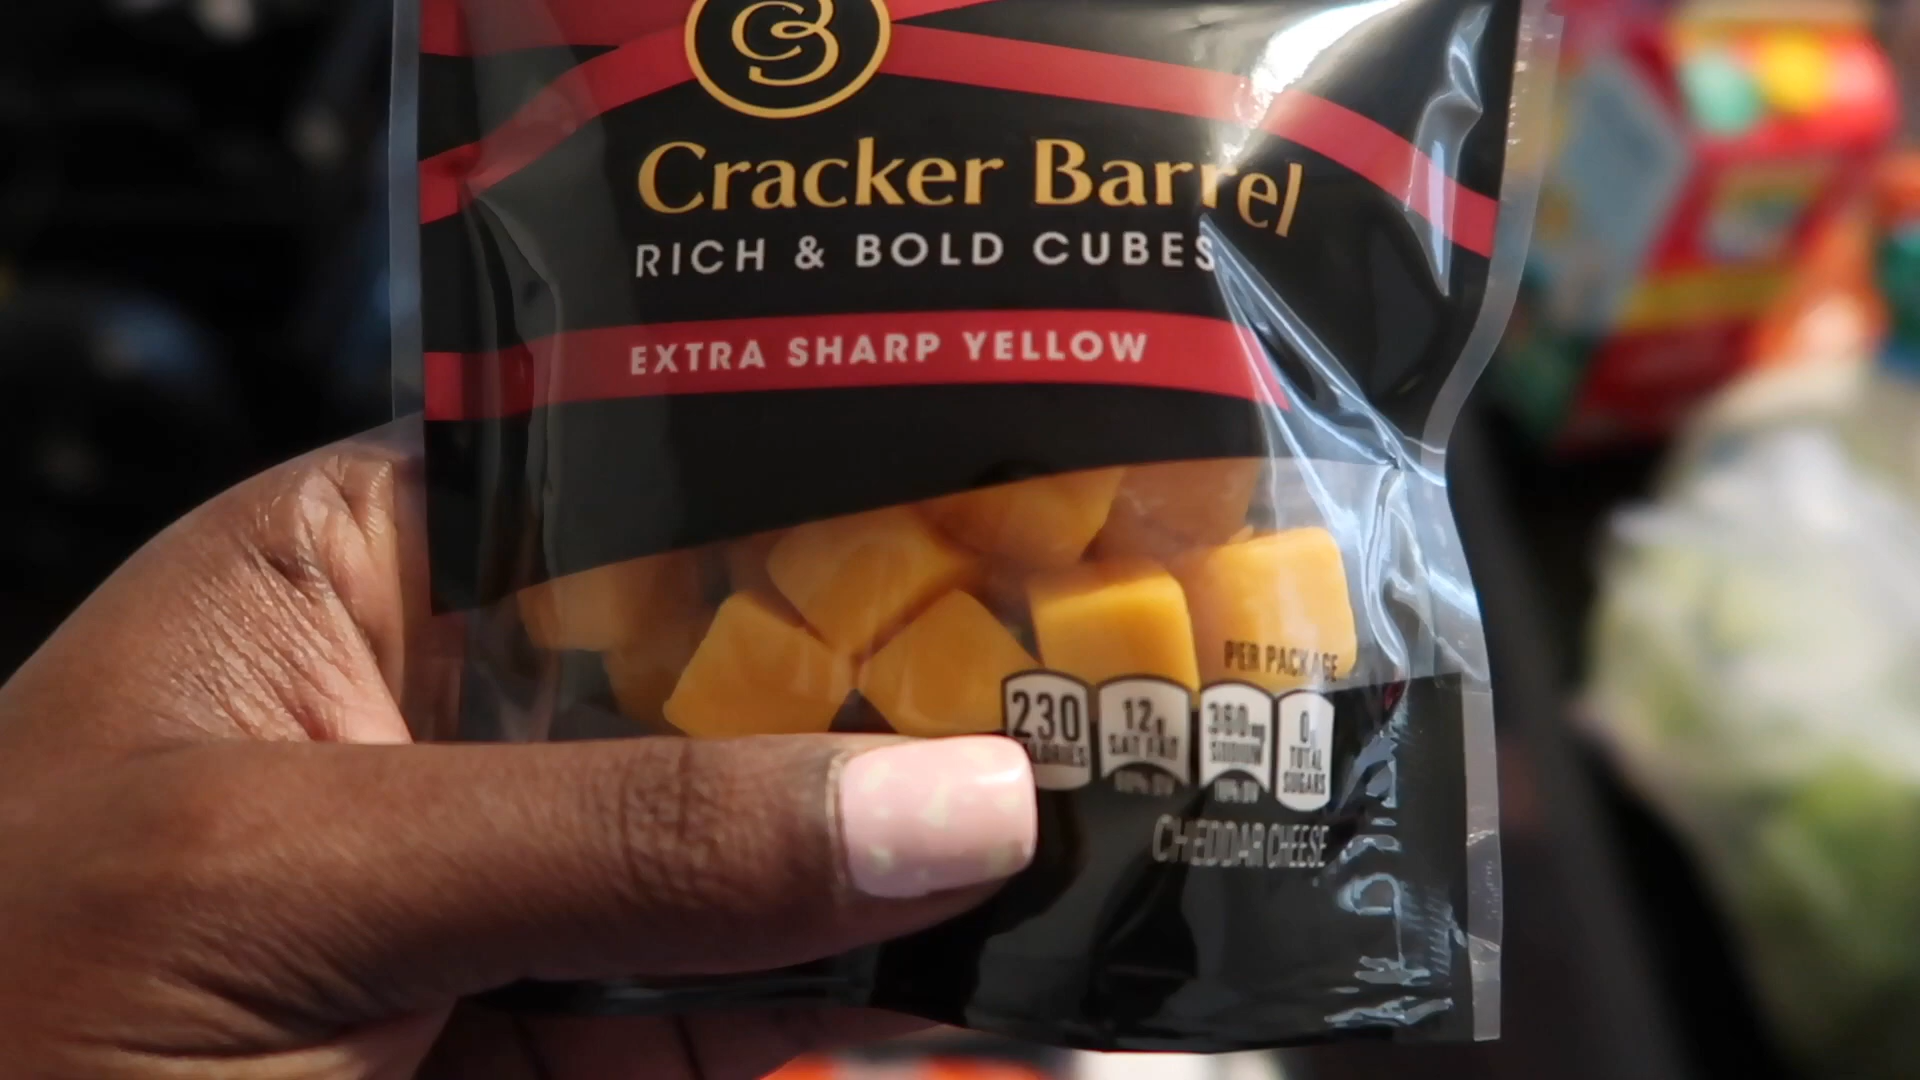 CB
Cracker Barrel
RICH & BOLD CUBES
EXTRA SHARP YELLOW
PER PACKAGE
230 CALORIES
12g SAT FAT
360mg SODIUM
0g TOTAL SUGARS
CHEDDAR CHEESE